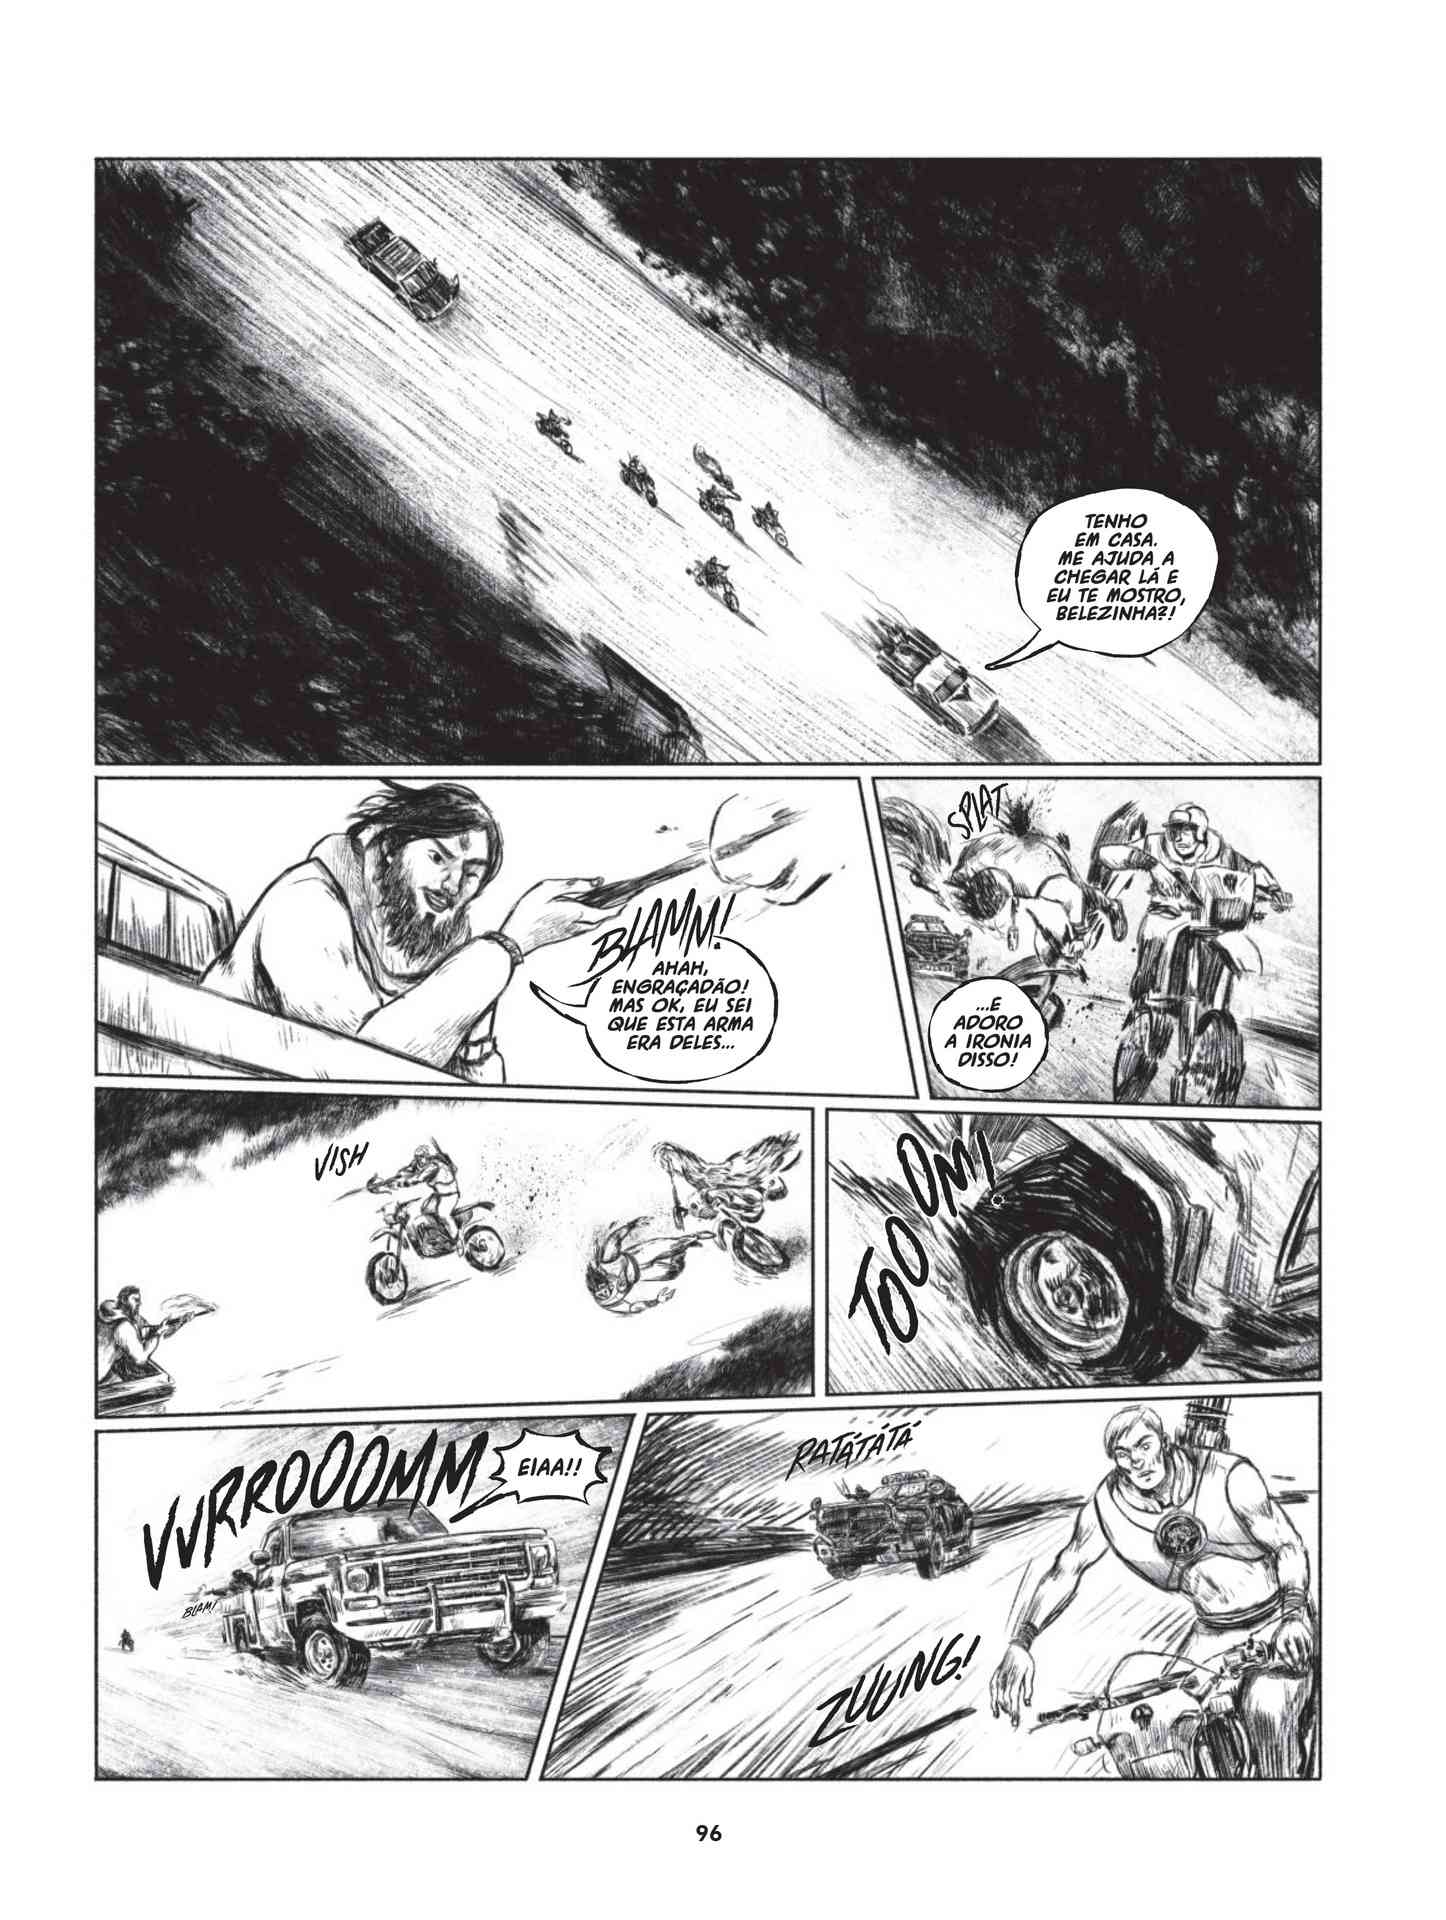 TENHO
EM CASA.
ME AJUDA A
CHEGAR LÁ E
EU TE MOSTRO,
BELEZINHA?!
BLAMM!
AHAH,
ENGRAÇADÃO!
MAS OK, EU SEI
QUE ESTA ARMA
ERA DELES...
SPLAT
...E
ADORO
A IRONIA
DISSO!
VISH
TOOOM!
VVRROOOMM
EIAA!!
BLAM!
RATÁTÁTÁ
ZUUNG!
96